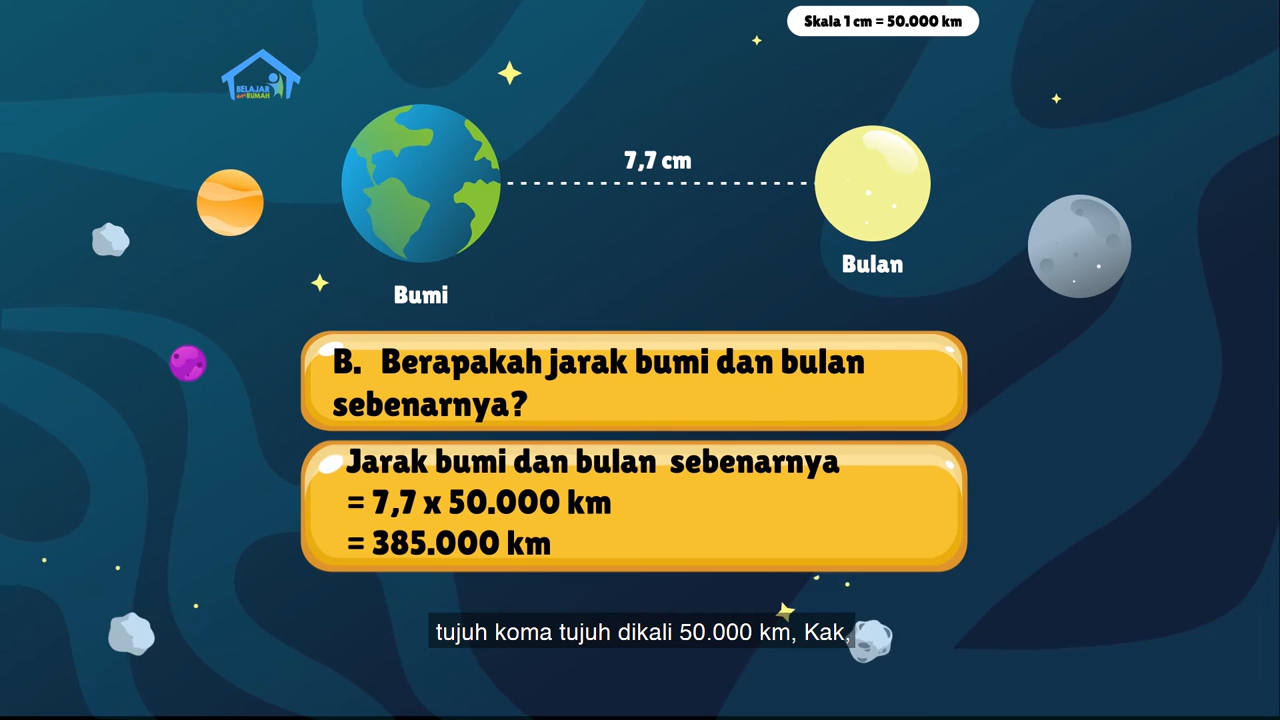 Skala 1 cm = 50.000 km
BELAJAR
dari RUMAH
7,7 cm
Bulan
Bumi
B. Berapakah jarak bumi dan bulan
sebenarnya?
Jarak bumi dan bulan sebenarnya
= 7,7 x 50.000 km
= 385.000 km
tujuh koma tujuh dikali 50.000 km, Kak,